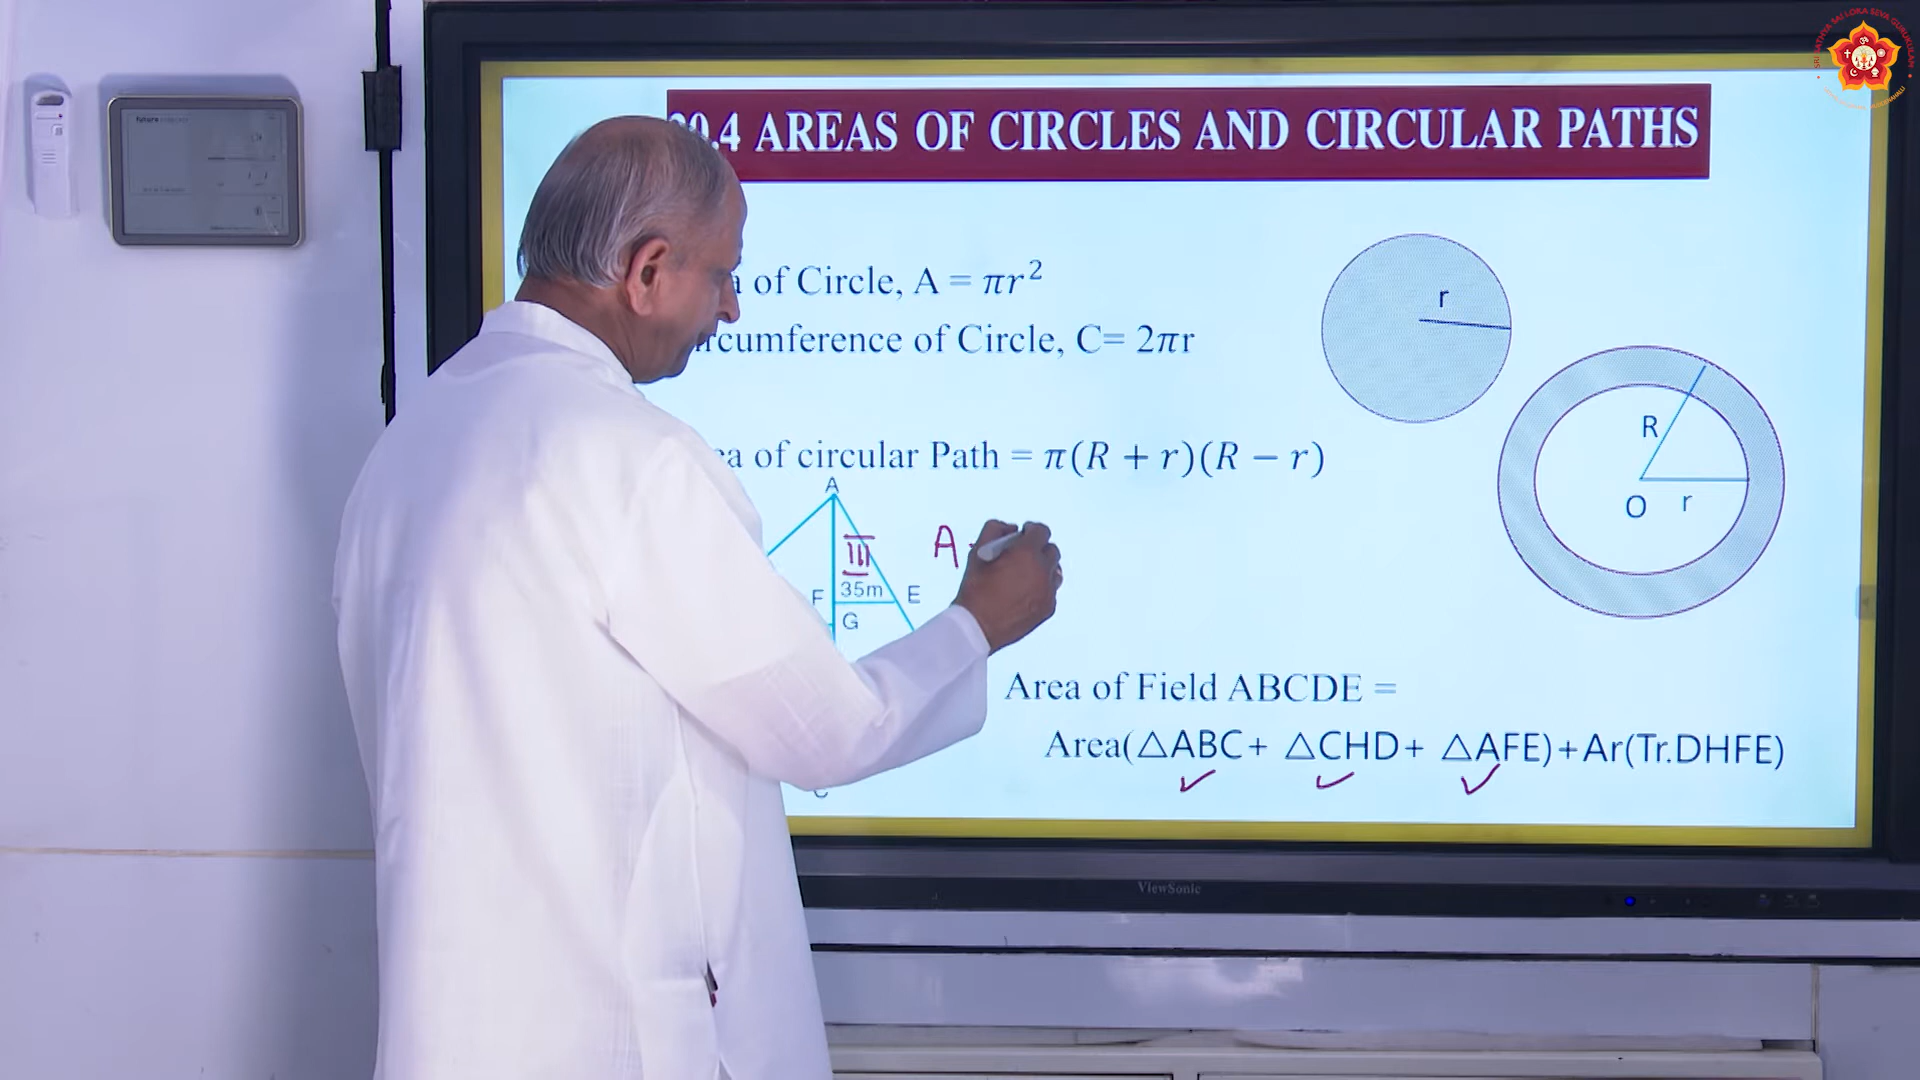 .4 AREAS OF CIRCLES AND CIRCULAR PATHS
of Circle, A = πr²
of Circle, C= 2πr
of circular Path = π(R + r)(R − r)
r
R
O
r
A
III
35m
F
E
G
A
Area of Field ABCDE =
Area(△ABC+ △CHD+ △AFE)+Ar(Tr.DHFE)
ViewSonic